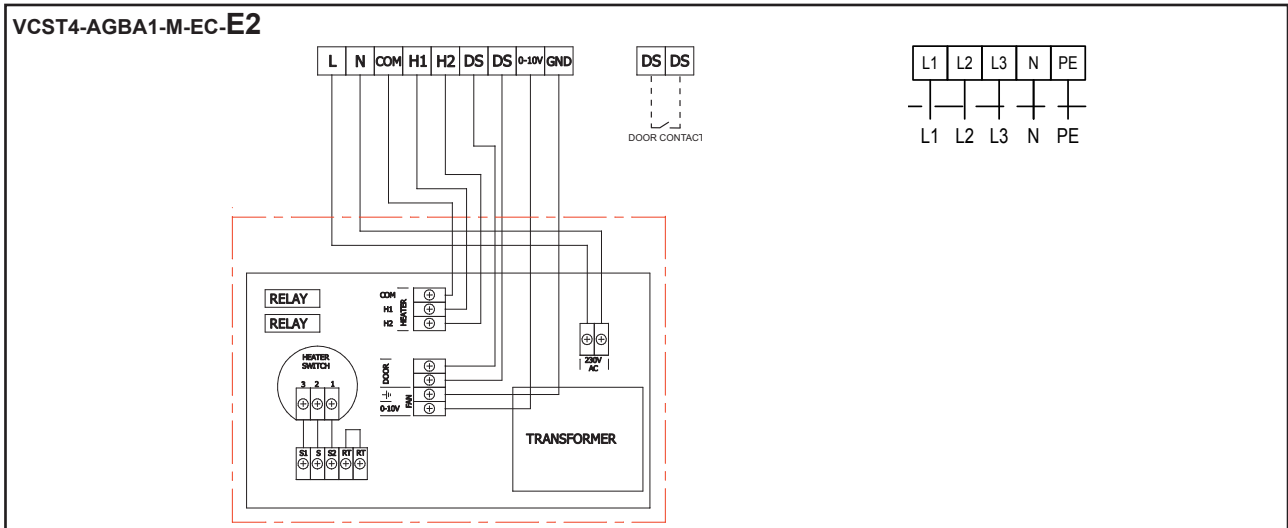 VCST4-AGBA1-M-EC-E2
L N COM H1 H2 DS DS 0-10V GND
DS DS
DOOR CONTACT
L1 L2 L3 N PE
L1 L2 L3 N PE
RELAY
RELAY
COM
H1
H2
HEATER
HEATER
SWITCH
3 2 1
S1 S S2 RT RT
DOOR
0-10V
FAN
230V
AC
TRANSFORMER